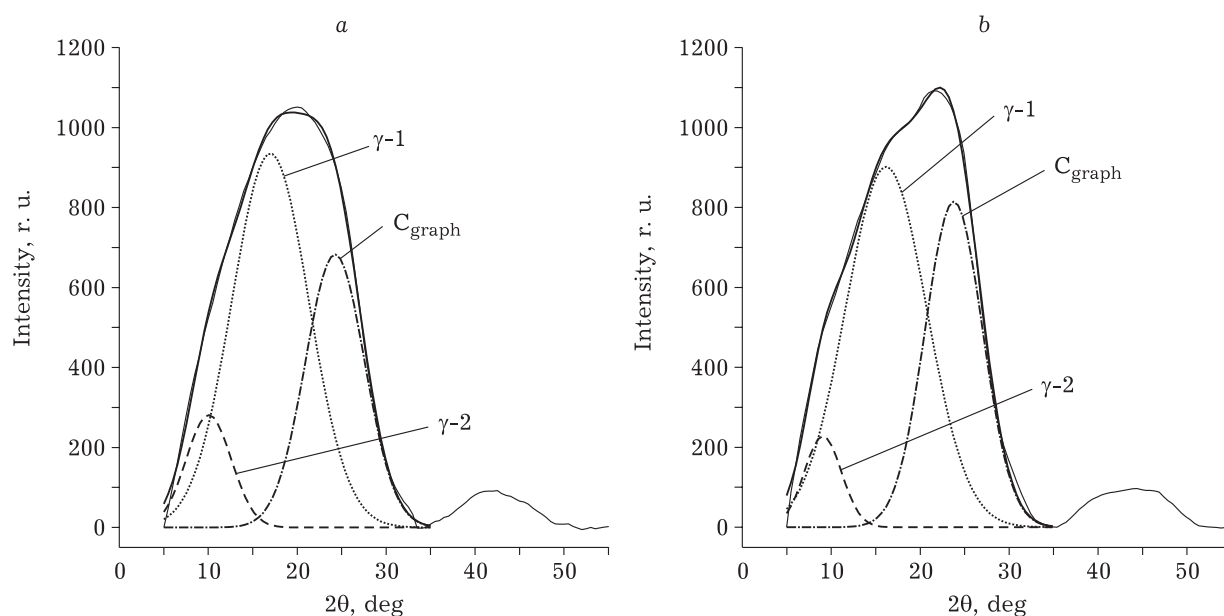 a
1200
1000
800
600
400
200
0
Intensity, r. u.
γ-1
C_graph
γ-2
0 10 20 30 40 50
2θ, deg
b
1200
1000
800
600
400
200
0
Intensity, r. u.
γ-1
C_graph
γ-2
0 10 20 30 40 50
2θ, deg